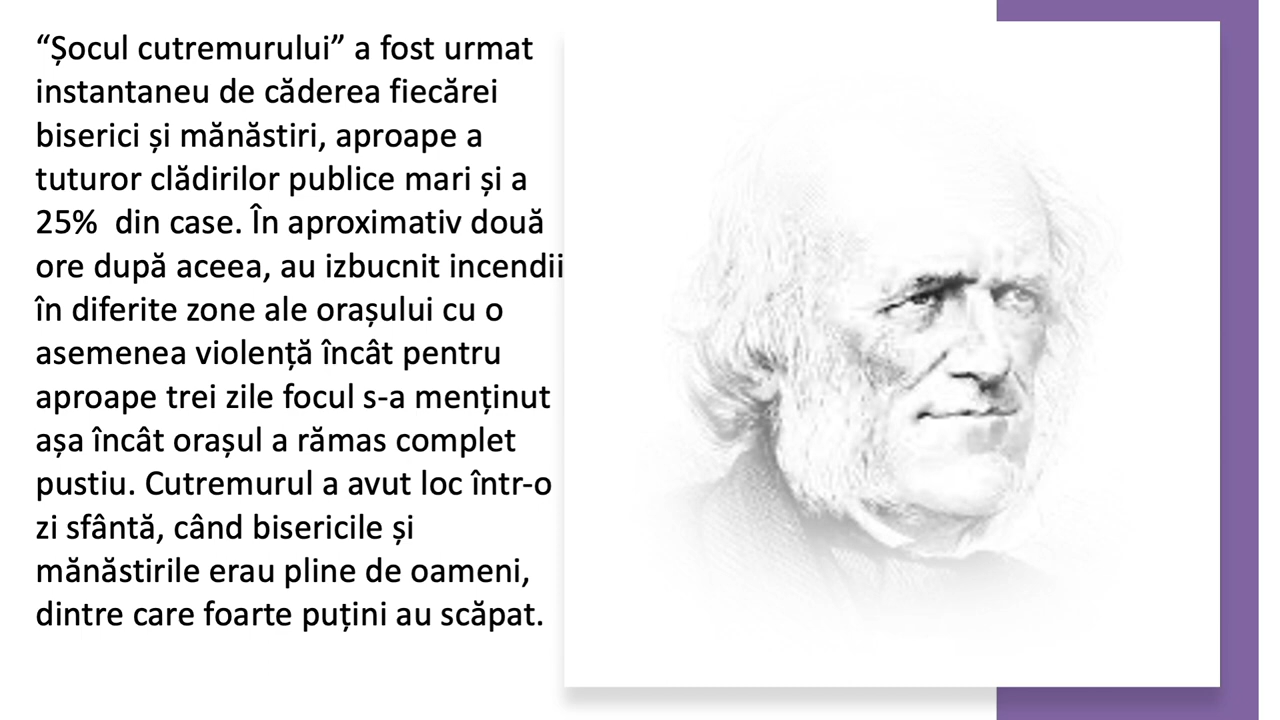 “Șocul cutremurului” a fost urmat
instantaneu de căderea fiecărei
biserici și mănăstiri, aproape a
tuturor clădirilor publice mari și a
25%  din case. În aproximativ două
ore după aceea, au izbucnit incendii
în diferite zone ale orașului cu o
asemenea violență încât pentru
aproape trei zile focul s-a menținut
așa încât orașul a rămas complet
pustiu. Cutremurul a avut loc într-o
zi sfântă, când bisericile și
mănăstirile erau pline de oameni,
dintre care foarte puțini au scăpat.